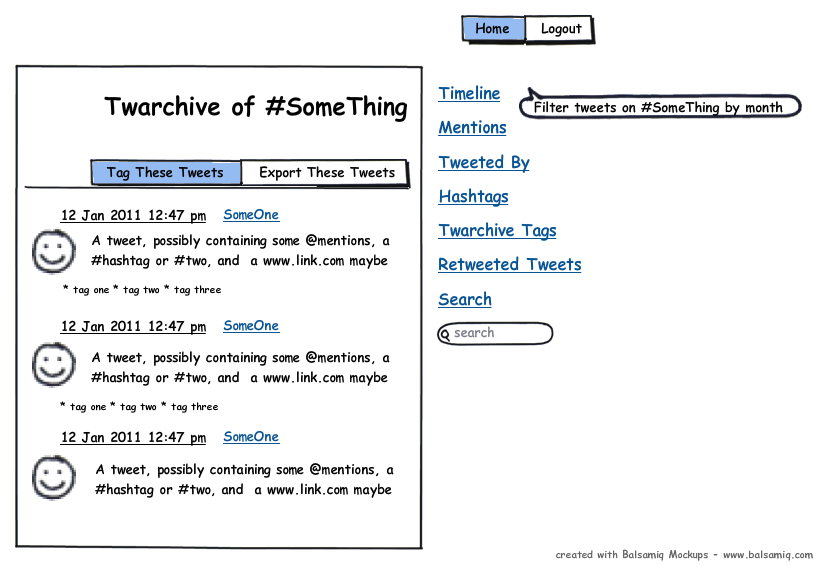 Home Logout
Twarchive of #SomeThing
Tag These Tweets Export These Tweets
12 Jan 2011 12:47 pm SomeOne
A tweet, possibly containing some @mentions, a
#hashtag or #two, and a www.link.com maybe
* tag one * tag two * tag three
12 Jan 2011 12:47 pm SomeOne
A tweet, possibly containing some @mentions, a
#hashtag or #two, and a www.link.com maybe
* tag one * tag two * tag three
12 Jan 2011 12:47 pm SomeOne
A tweet, possibly containing some @mentions, a
#hashtag or #two, and a www.link.com maybe
Timeline
Filter tweets on #SomeThing by month
Mentions
Tweeted By
Hashtags
Twarchive Tags
Retweeted Tweets
Search
search
created with Balsamiq Mockups - www.balsamiq.com